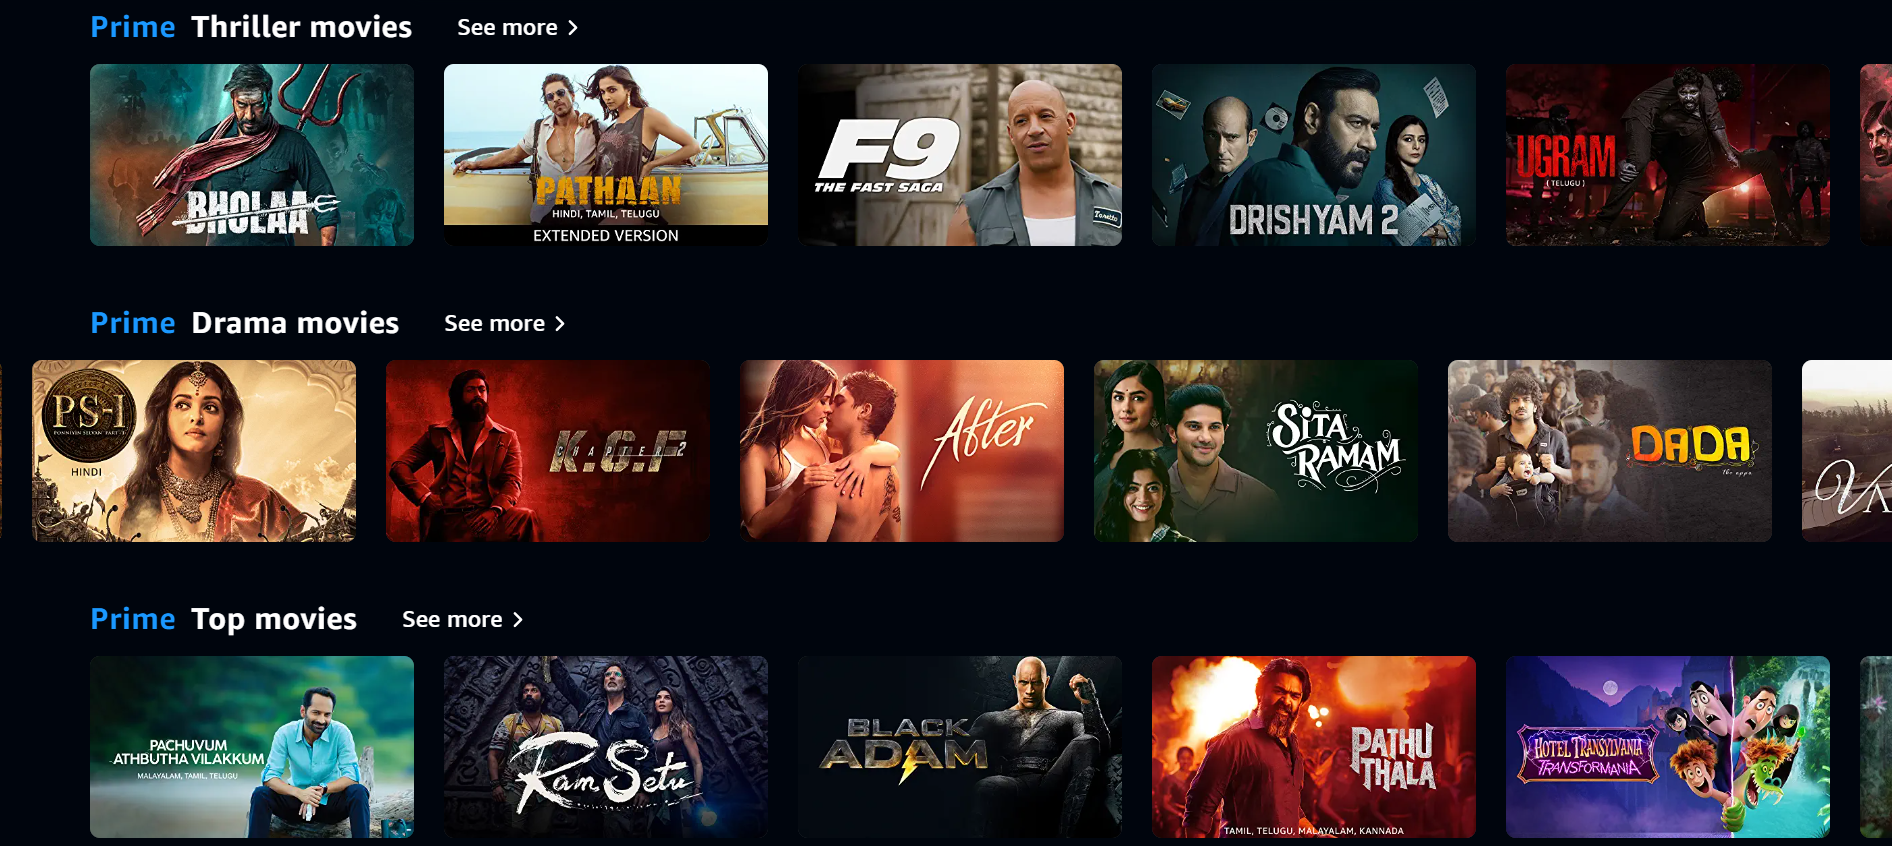 Prime Thriller movies See more
BHOLAA
PATHAAN
HINDI, TAMIL, TELUGU
EXTENDED VERSION
F9
THE FAST SAGA
Toretto
DRISHYAM 2
UGRAM
(TELUGU)
Prime Drama movies See more
PS-I
PONNIYIN SELVAN PART-1
HINDI
K.G.F
CHAPTER 2
After
SiTA
RAMAM
DADA
Prime Top movies See more
PACHUVUM
ATHBUTHA VILAKKUM
MALAYALAM, TAMIL, TELUGU
Ram Setu
BLACK
ADAM
PATHU
THALA
TAMIL, TELUGU, MALAYALAM, KANNADA
HOTEL TRANSYLVANIA
TRANSFORMANIA